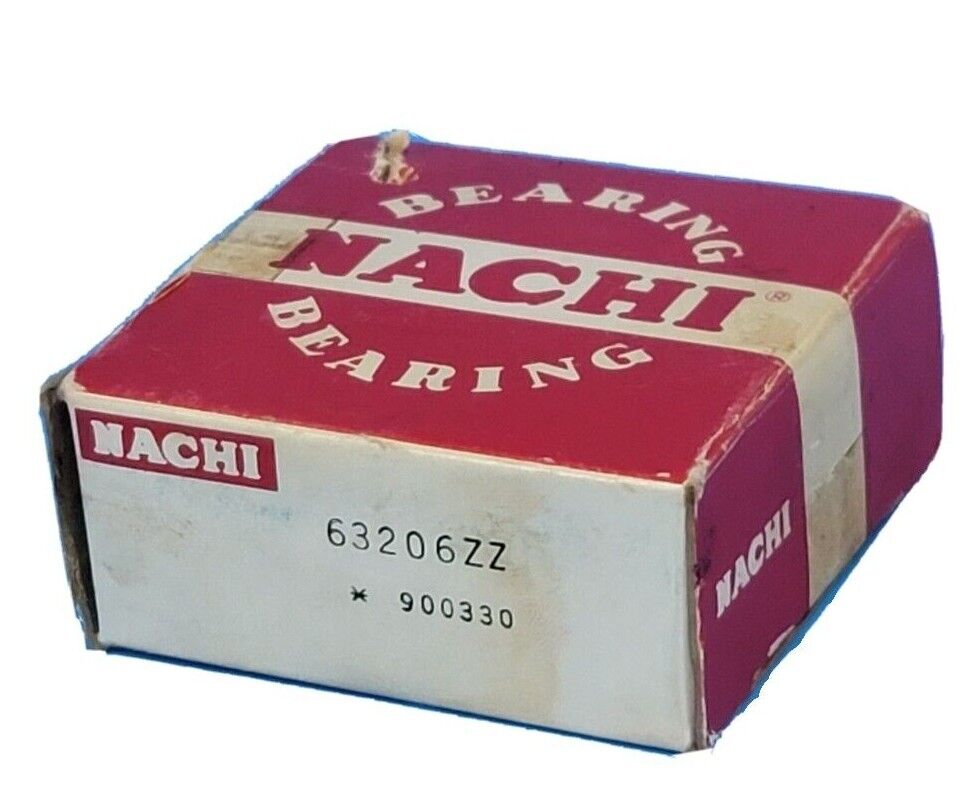 BEARING
NACHI®
BEARING
NACHI
63206ZZ
* 900330
NACHI